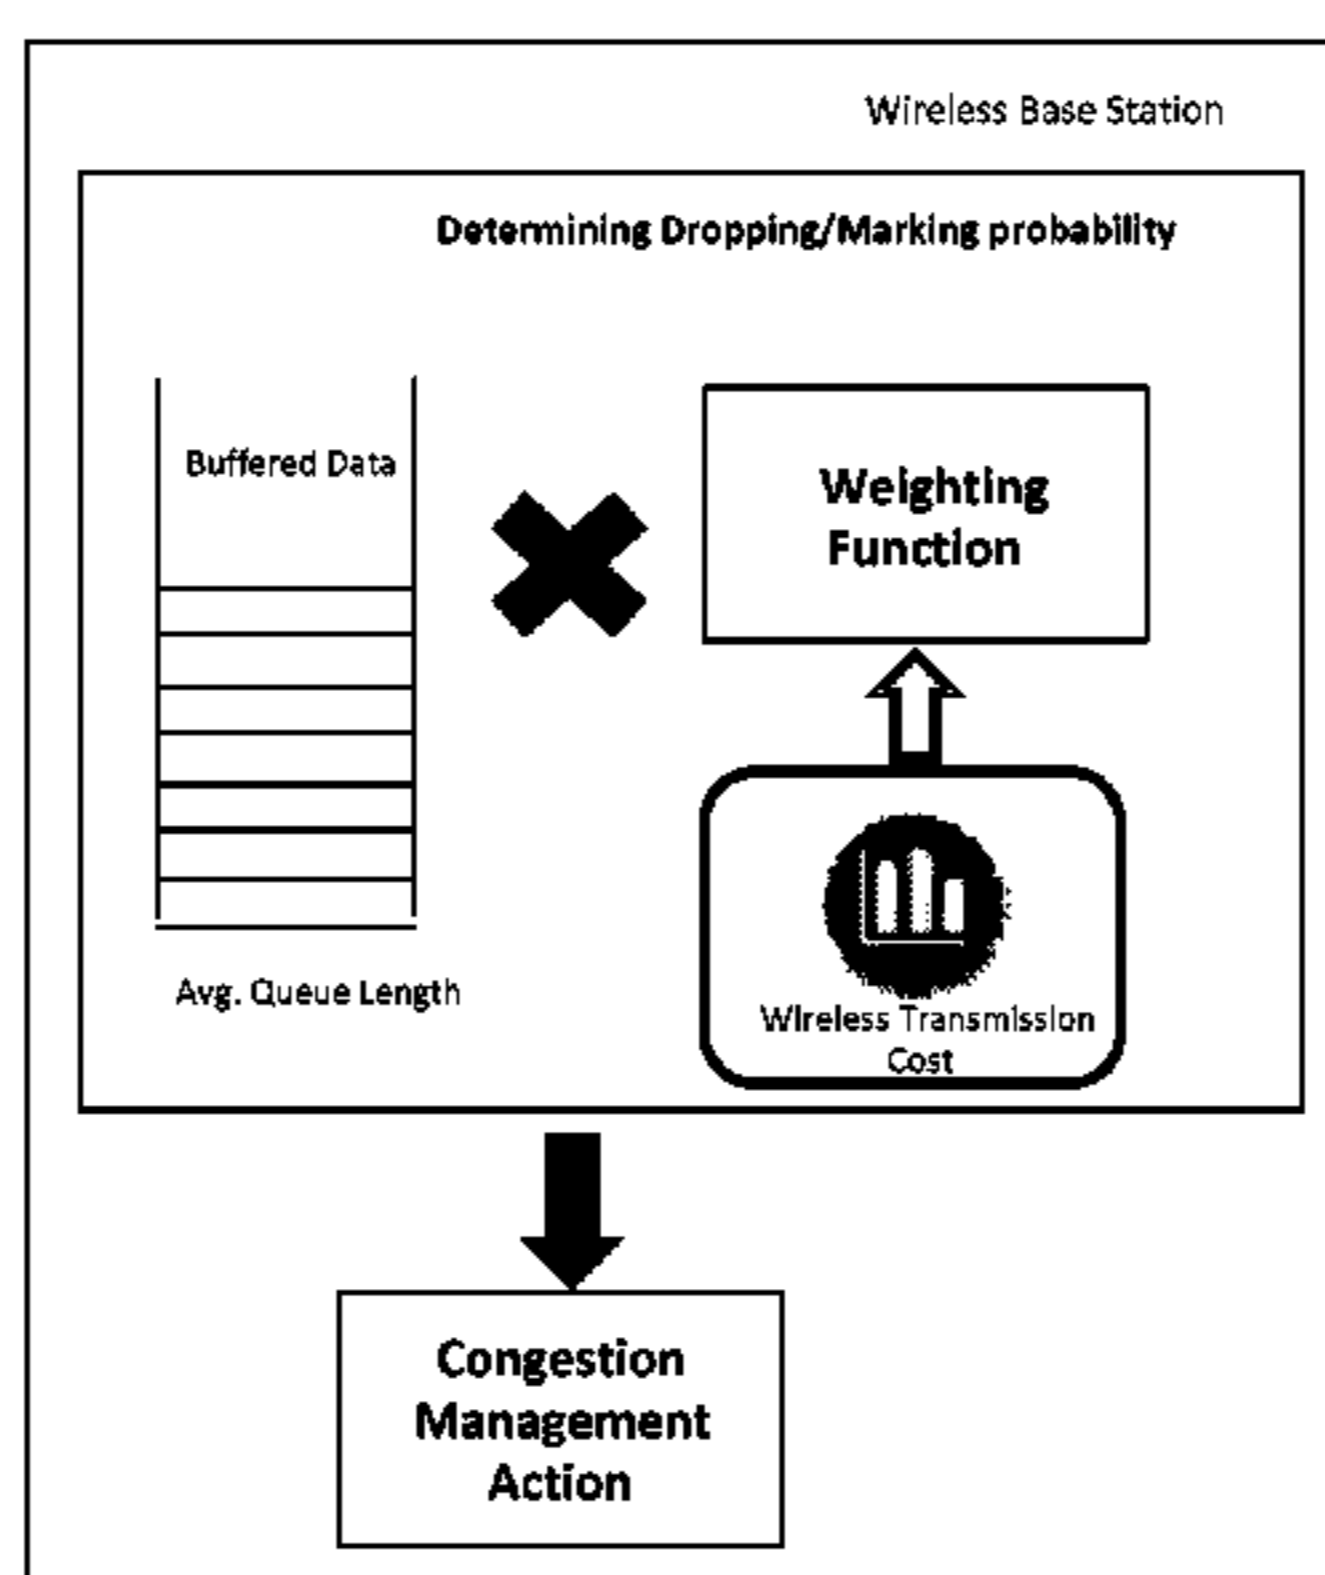 Wireless Base Station
Determining Dropping/Marking probability
Buffered Data
Weighting
Function
Avg. Queue Length
Wireless Transmission
Cost
Congestion
Management
Action